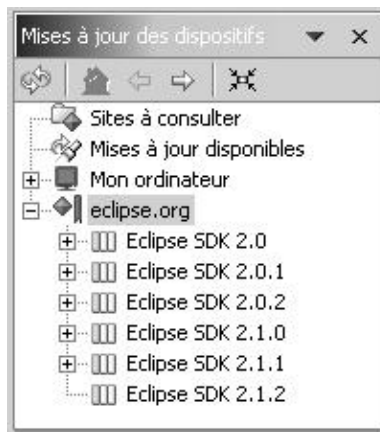 Mises à jour des dispositifs
Sites à consulter
Mises à jour disponibles
Mon ordinateur
eclipse.org
Eclipse SDK 2.0
Eclipse SDK 2.0.1
Eclipse SDK 2.0.2
Eclipse SDK 2.1.0
Eclipse SDK 2.1.1
Eclipse SDK 2.1.2